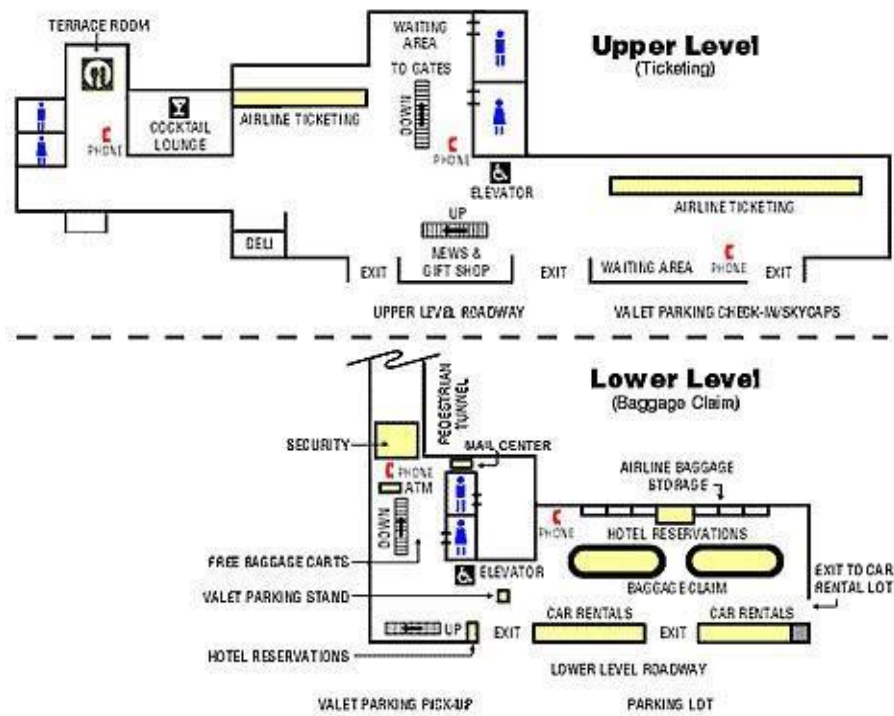 TERRACE ROOM
WAITING
AREA
Upper Level
(Ticketing)
TO GATES
DOWN
AIRLINE TICKETING
COCKTAIL
LOUNGE
PHONE
PHONE
ELEVATOR
AIRLINE TICKETING
UP
DELI
NEWS &
GIFT SHOP
EXIT
EXIT
WAITING AREA
PHONE
EXIT
UPPER LEVEL ROADWAY
VALET PARKING CHECK-IN/SKYCAPS
PEDESTRIAN
TUNNEL
Lower Level
(Baggage Claim)
SECURITY
MAIL CENTER
PHONE
ATM
AIRLINE BAGGAGE
STORAGE
DOWN
PHONE
HOTEL RESERVATIONS
FREE BAGGAGE CARTS
ELEVATOR
BAGGAGE CLAIM
EXIT TO CAR
RENTAL LOT
VALET PARKING STAND
CAR RENTALS
CAR RENTALS
UP
EXIT
EXIT
HOTEL RESERVATIONS
LOWER LEVEL ROADWAY
VALET PARKING PICK-UP
PARKING LOT